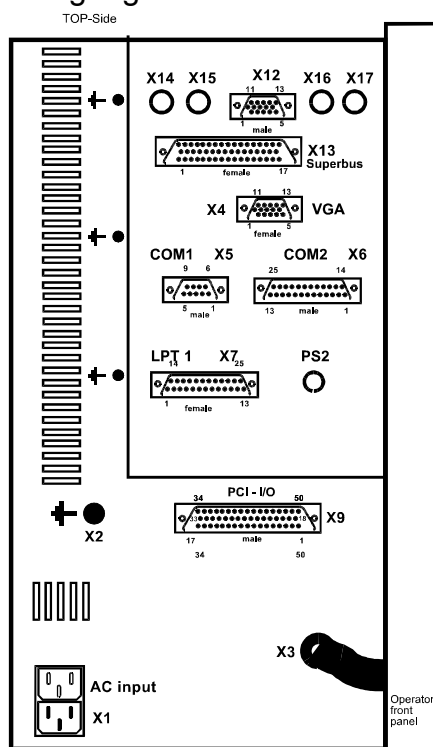 TOP-Side
X14 X15 X12 X16 X17
11 13
1 male 5
X13
Superbus
1 female 17
11 13
X4 VGA
1 female 5
COM1 X5 COM2 X6
9 6 25 14
5 male 1 13 male 1
LPT 1 X7 PS2
14 25
1 female 13
PCI - I/O
34 50
33 18
X9
17 male 1
34 50
X2
X3
AC input
X1
Operator
front
panel